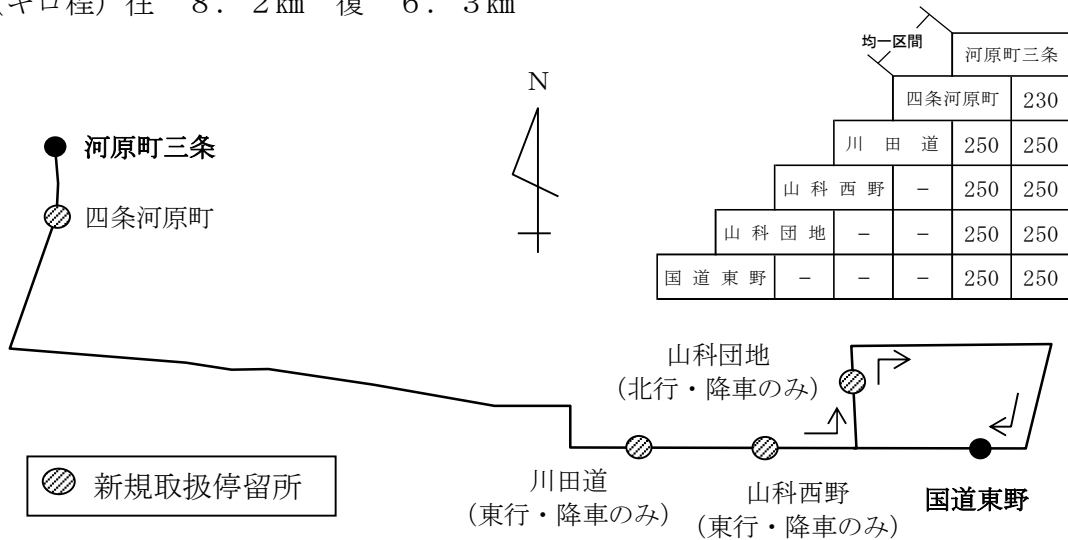 (キロ程) 往 8.2km 復 6.3km
均一区間
河原町三条
四条河原町 230
川田道 250 250
山科西野 － 250 250
山科団地 － － 250 250
国道東野 － － － 250 250
N
河原町三条
四条河原町
山科団地
(北行・降車のみ)
川田道
(東行・降車のみ)
山科西野
(東行・降車のみ)
国道東野
新規取扱停留所